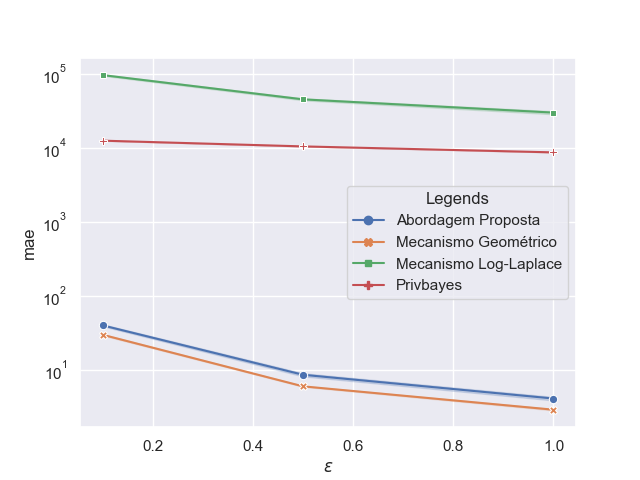 10^5
10^4
10^3
10^2
10^1
mae
Legends
Abordagem Proposta
Mecanismo Geométrico
Mecanismo Log-Laplace
Privbayes
0.2 0.4 0.6 0.8 1.0
ε